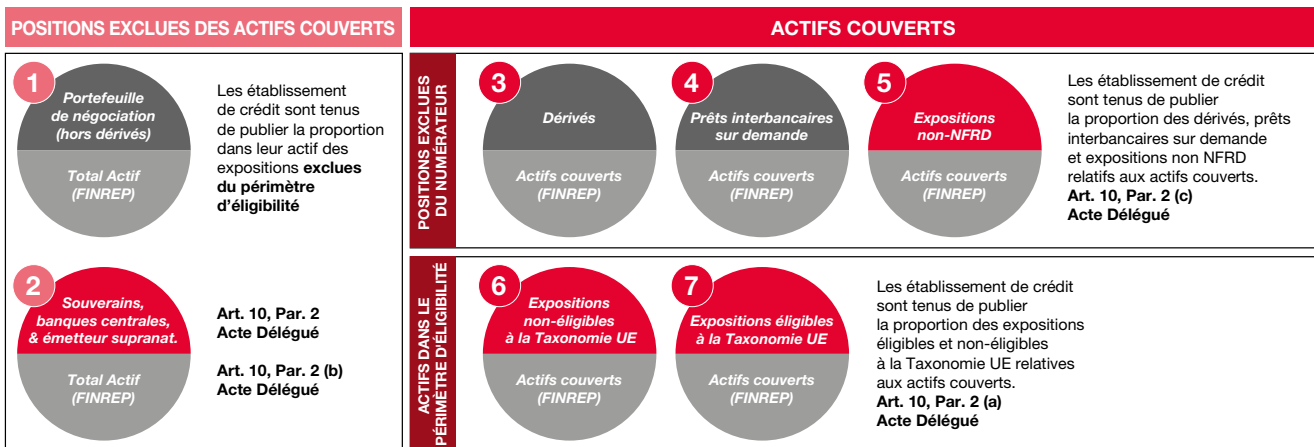 POSITIONS EXCLUES DES ACTIFS COUVERTS
1
Portefeuille
de négociation
(hors dérivés)
Total Actif
(FINREP)
Les établissement
de crédit sont tenus
de publier la proportion
dans leur actif des
expositions exclues
du périmètre
d'éligibilité
2
Souverains,
banques centrales,
& émetteur supranat.
Total Actif
(FINREP)
Art. 10, Par. 2
Acte Délégué
Art. 10, Par. 2 (b)
Acte Délégué
ACTIFS COUVERTS
POSITIONS EXCLUES
DU NUMÉRATEUR
3
Dérivés
Actifs couverts
(FINREP)
4
Prêts interbancaires
sur demande
Actifs couverts
(FINREP)
5
Expositions
non-NFRD
Actifs couverts
(FINREP)
Les établissement de crédit
sont tenus de publier
la proportion des dérivés, prêts
interbancaires sur demande
et expositions non NFRD
relatifs aux actifs couverts.
Art. 10, Par. 2 (c)
Acte Délégué
ACTIFS DANS LE
PÉRIMÈTRE D'ÉLIGIBILITÉ
6
Expositions
non-éligibles
à la Taxonomie UE
Actifs couverts
(FINREP)
7
Expositions éligibles
à la Taxonomie UE
Actifs couverts
(FINREP)
Les établissement de crédit
sont tenus de publier
la proportion des expositions
éligibles et non-éligibles
à la Taxonomie UE relatives
aux actifs couverts.
Art. 10, Par. 2 (a)
Acte Délégué